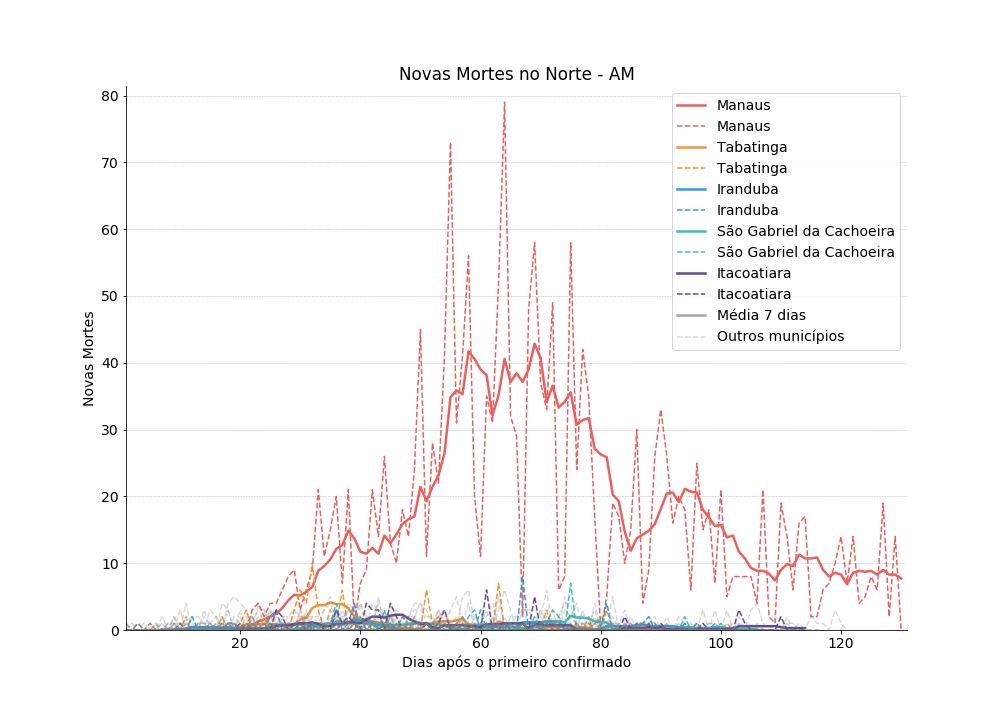 Novas Mortes no Norte - AM
Novas Mortes
80
70
60
50
40
30
20
10
0
Manaus
Manaus
Tabatinga
Tabatinga
Iranduba
Iranduba
São Gabriel da Cachoeira
São Gabriel da Cachoeira
Itacoatiara
Itacoatiara
Média 7 dias
Outros municípios
20
40
60
80
100
120
Dias após o primeiro confirmado